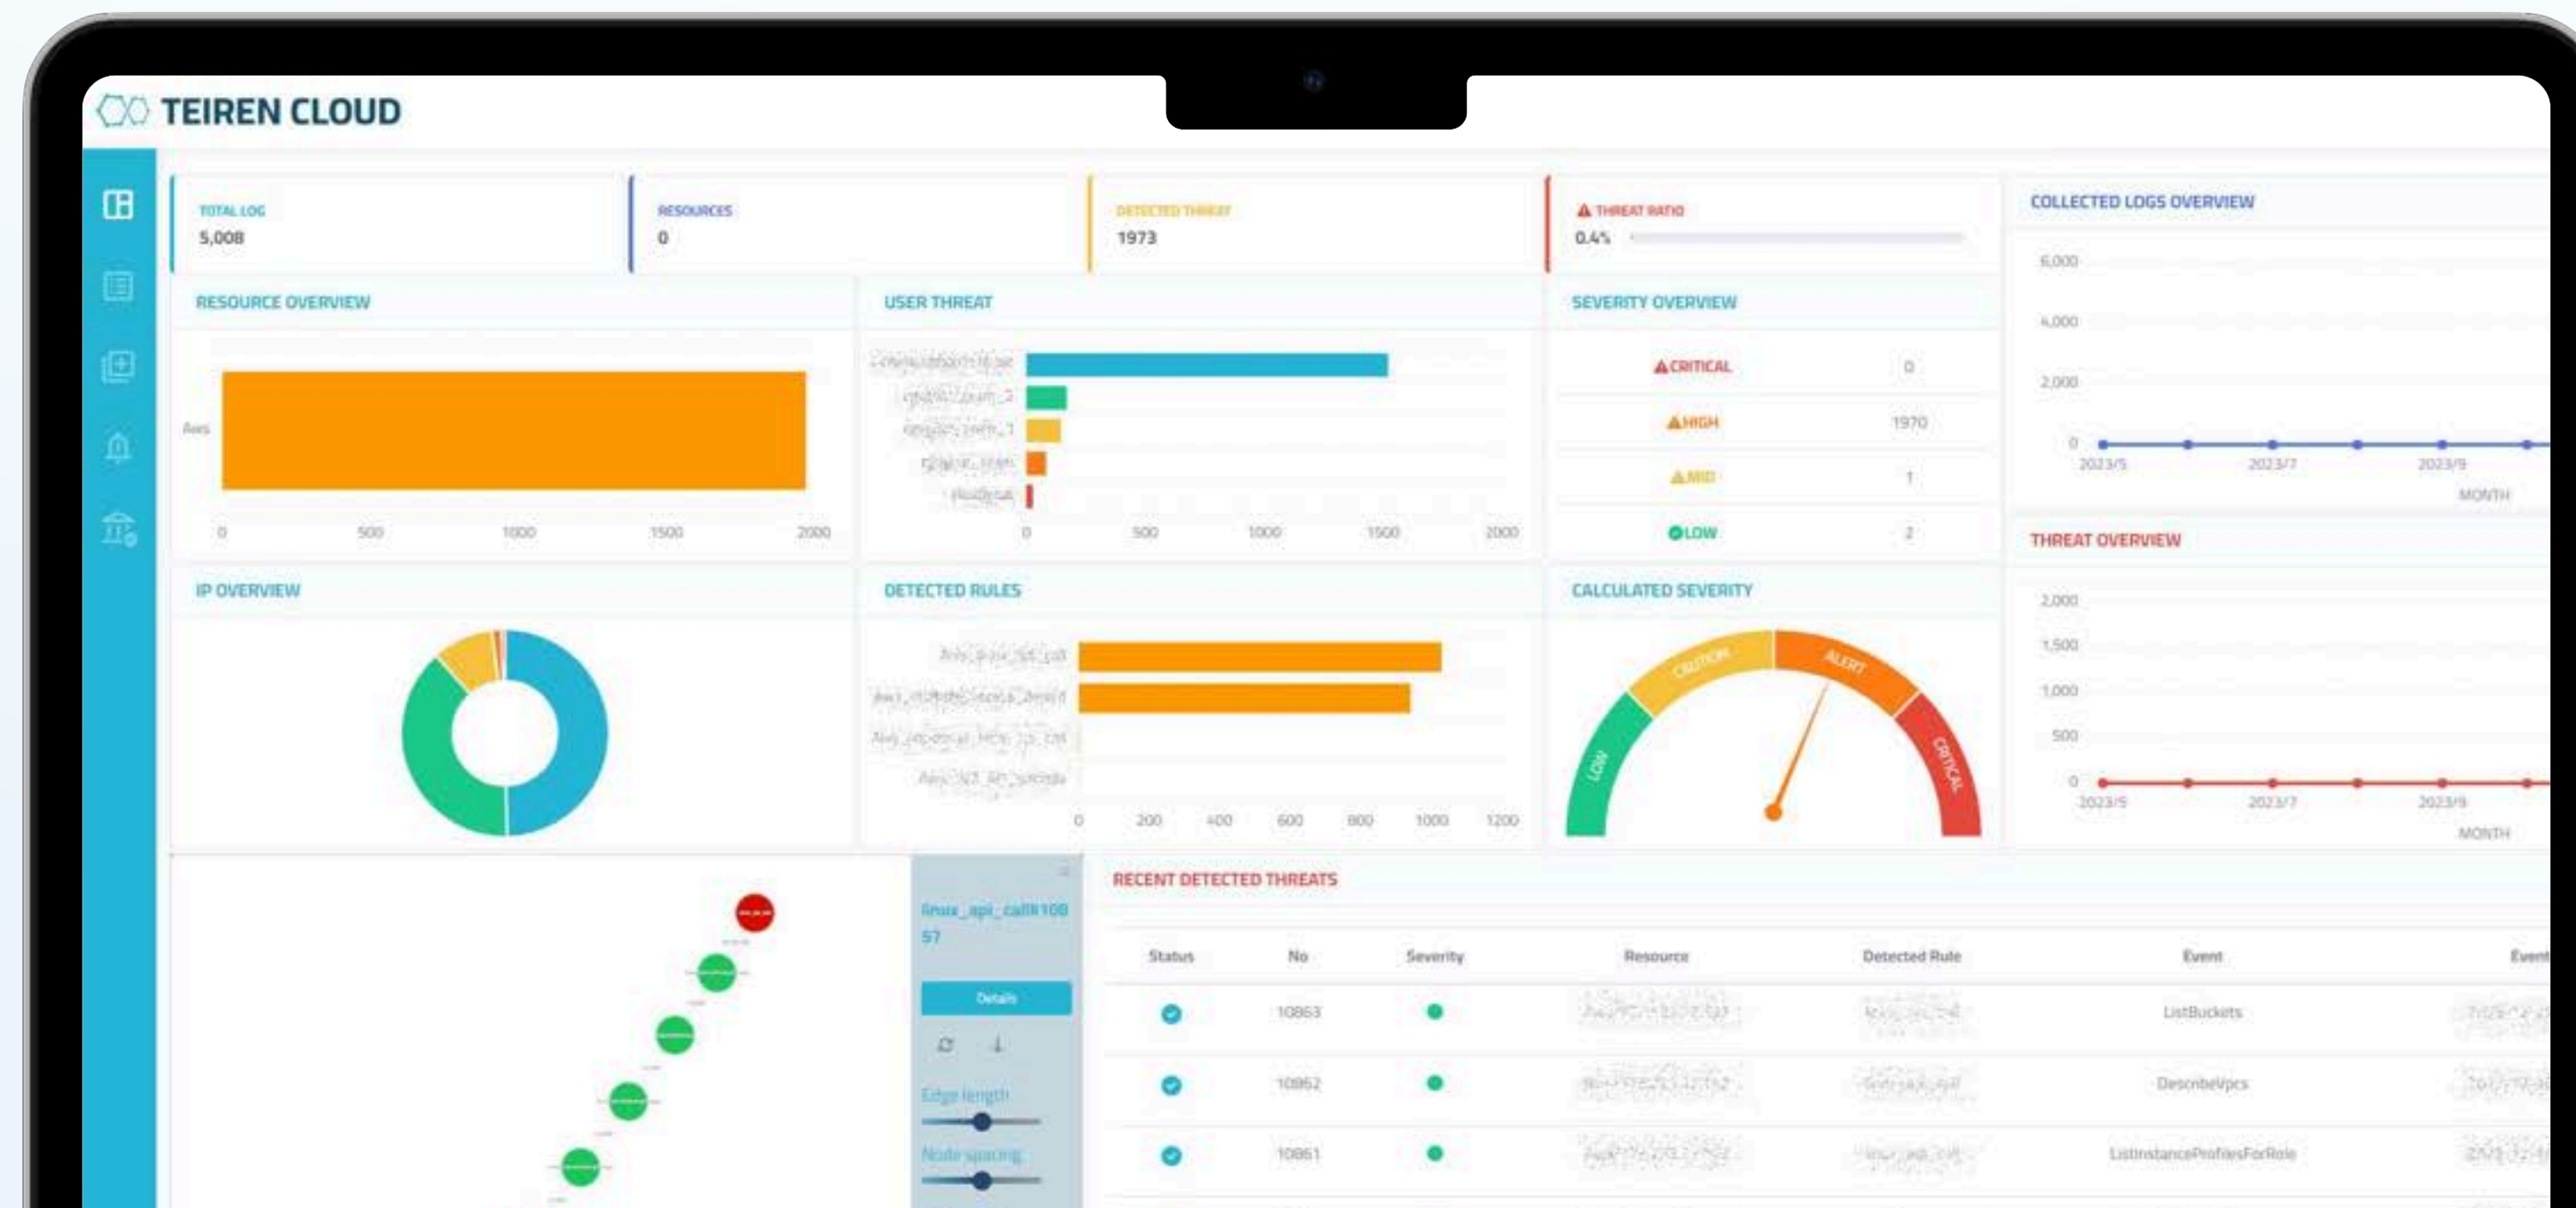 TEIREN CLOUD
TOTAL LOG
5,008
RESOURCES
0
DETECTED THREAT
1973
THREAT RATIO
0.4%
COLLECTED LOGS OVERVIEW
6,000
4,000
2,000
0
2023/5 2023/7 2023/9
MONTH
RESOURCE OVERVIEW
Aws
0 500 1000 1500 2000
USER THREAT
0 500 1000 1500 2000
SEVERITY OVERVIEW
CRITICAL 0
HIGH 1970
MID 1
LOW 2
THREAT OVERVIEW
2,000
1,500
1,000
500
0
2023/5 2023/7 2023/9
MONTH
IP OVERVIEW
DETECTED RULES
0 200 400 600 800 1000 1200
CALCULATED SEVERITY
LOW
CAUTION
ALERT
CRITICAL
57
Details
Edge length
Node spacing
RECENT DETECTED THREATS
Status No Severity Resource Detected Rule Event Event
10863 ListBuckets
10862 DescribeVpcs
10861 ListInstanceProfilesForRole